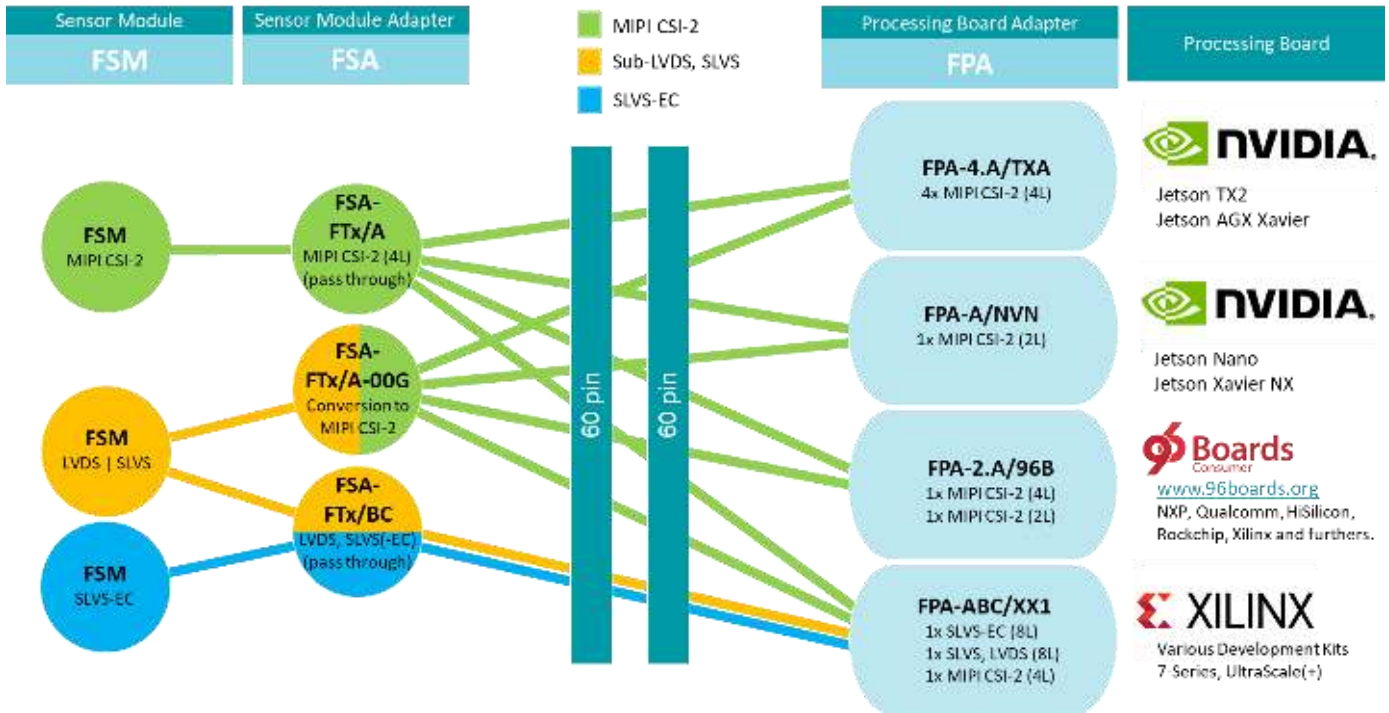 Sensor Module
FSM
Sensor Module Adapter
FSA
MIPI CSI-2
Sub-LVDS, SLVS
SLVS-EC
Processing Board Adapter
FPA
Processing Board
FSM
MIPI CSI-2
FSM
LVDS | SLVS
FSM
SLVS-EC
FSA-
FTx/A
MIPI CSI-2 (4L)
(pass through)
FSA-
FTx/A-00G
Conversion to
MIPI CSI-2
FSA-
FTx/BC
LVDS, SLVS(-EC)
(pass through)
60 pin
60 pin
FPA-4.A/TXA
4x MIPI CSI-2 (4L)
FPA-A/NVN
1x MIPI CSI-2 (2L)
FPA-2.A/96B
1x MIPI CSI-2 (4L)
1x MIPI CSI-2 (2L)
FPA-ABC/XX1
1x SLVS-EC (8L)
1x SLVS, LVDS (8L)
1x MIPI CSI-2 (4L)
NVIDIA.
Jetson TX2
Jetson AGX Xavier
NVIDIA.
Jetson Nano
Jetson Xavier NX
96 Boards
Consumer
www.96boards.org
NXP, Qualcomm, HiSilicon,
Rockchip, Xilinx and furthers.
XILINX
Various Development Kits
7-Series, UltraScale(+)